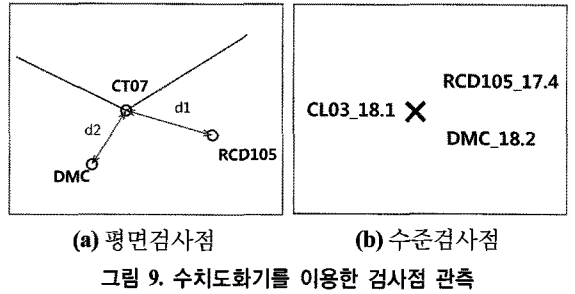 CT07
d1
d2
DMC
RCD105
RCD105_17.4
CL03_18.1
DMC_18.2
(a) 평면검사점
(b) 수준검사점
그림 9. 수치도화기를 이용한 검사점 관측